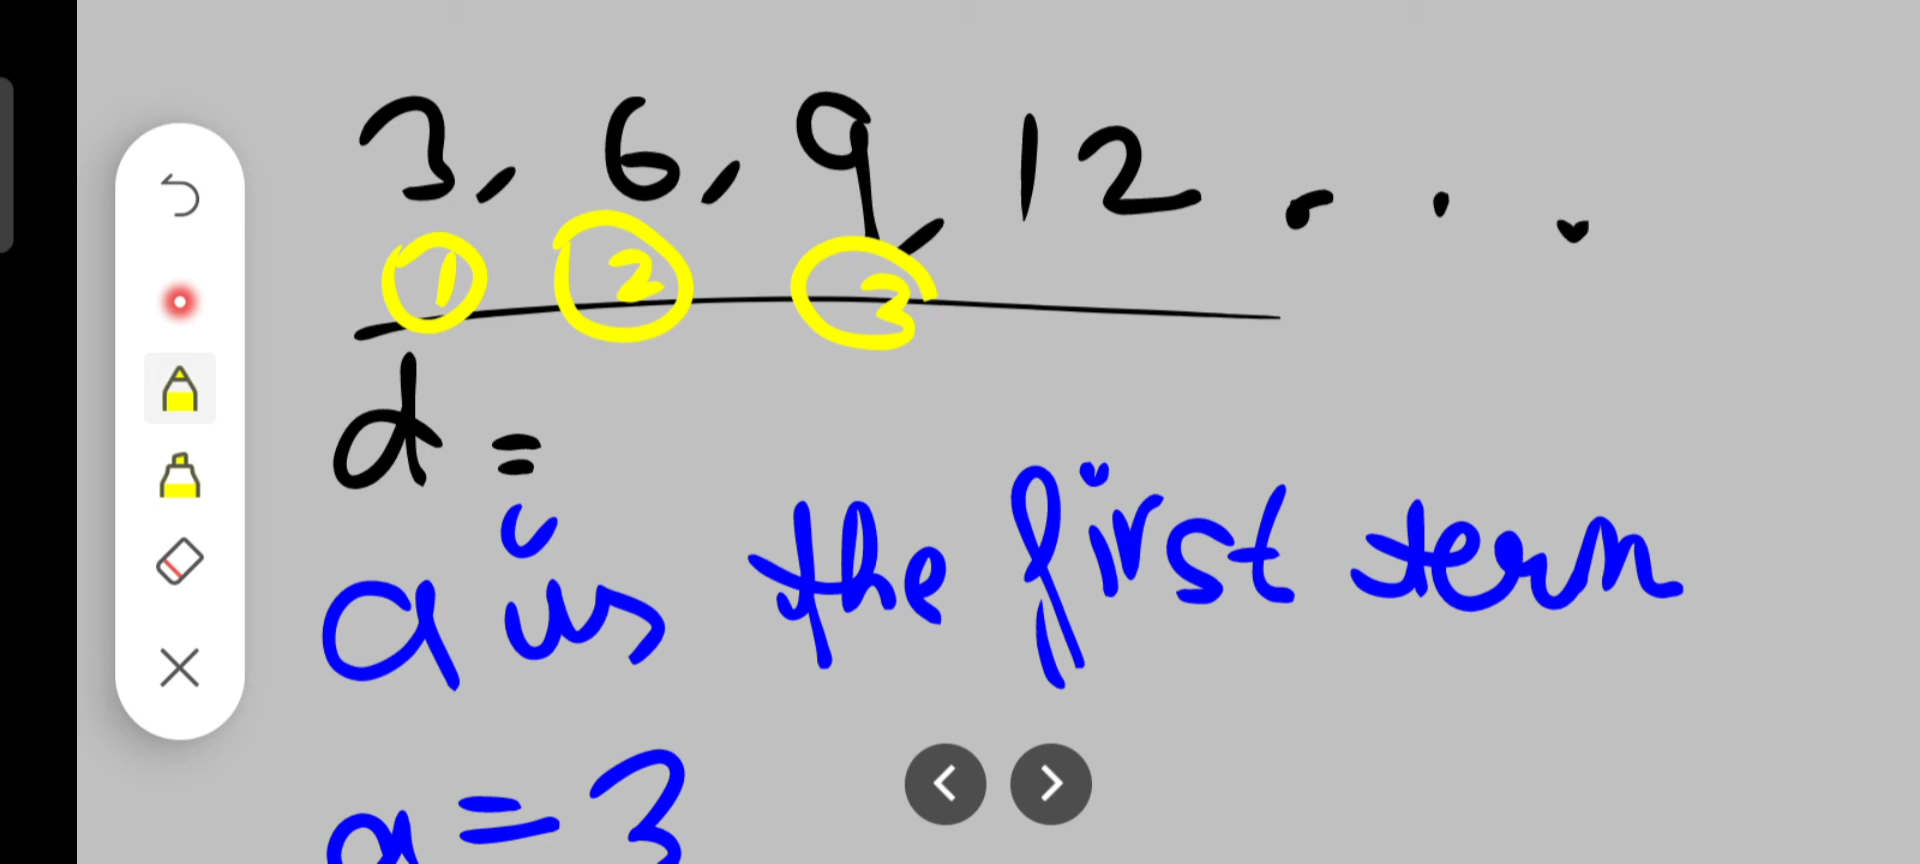 3, 6, 9, 12 . . .
① ② ③
d =
a is the first term
a = 3